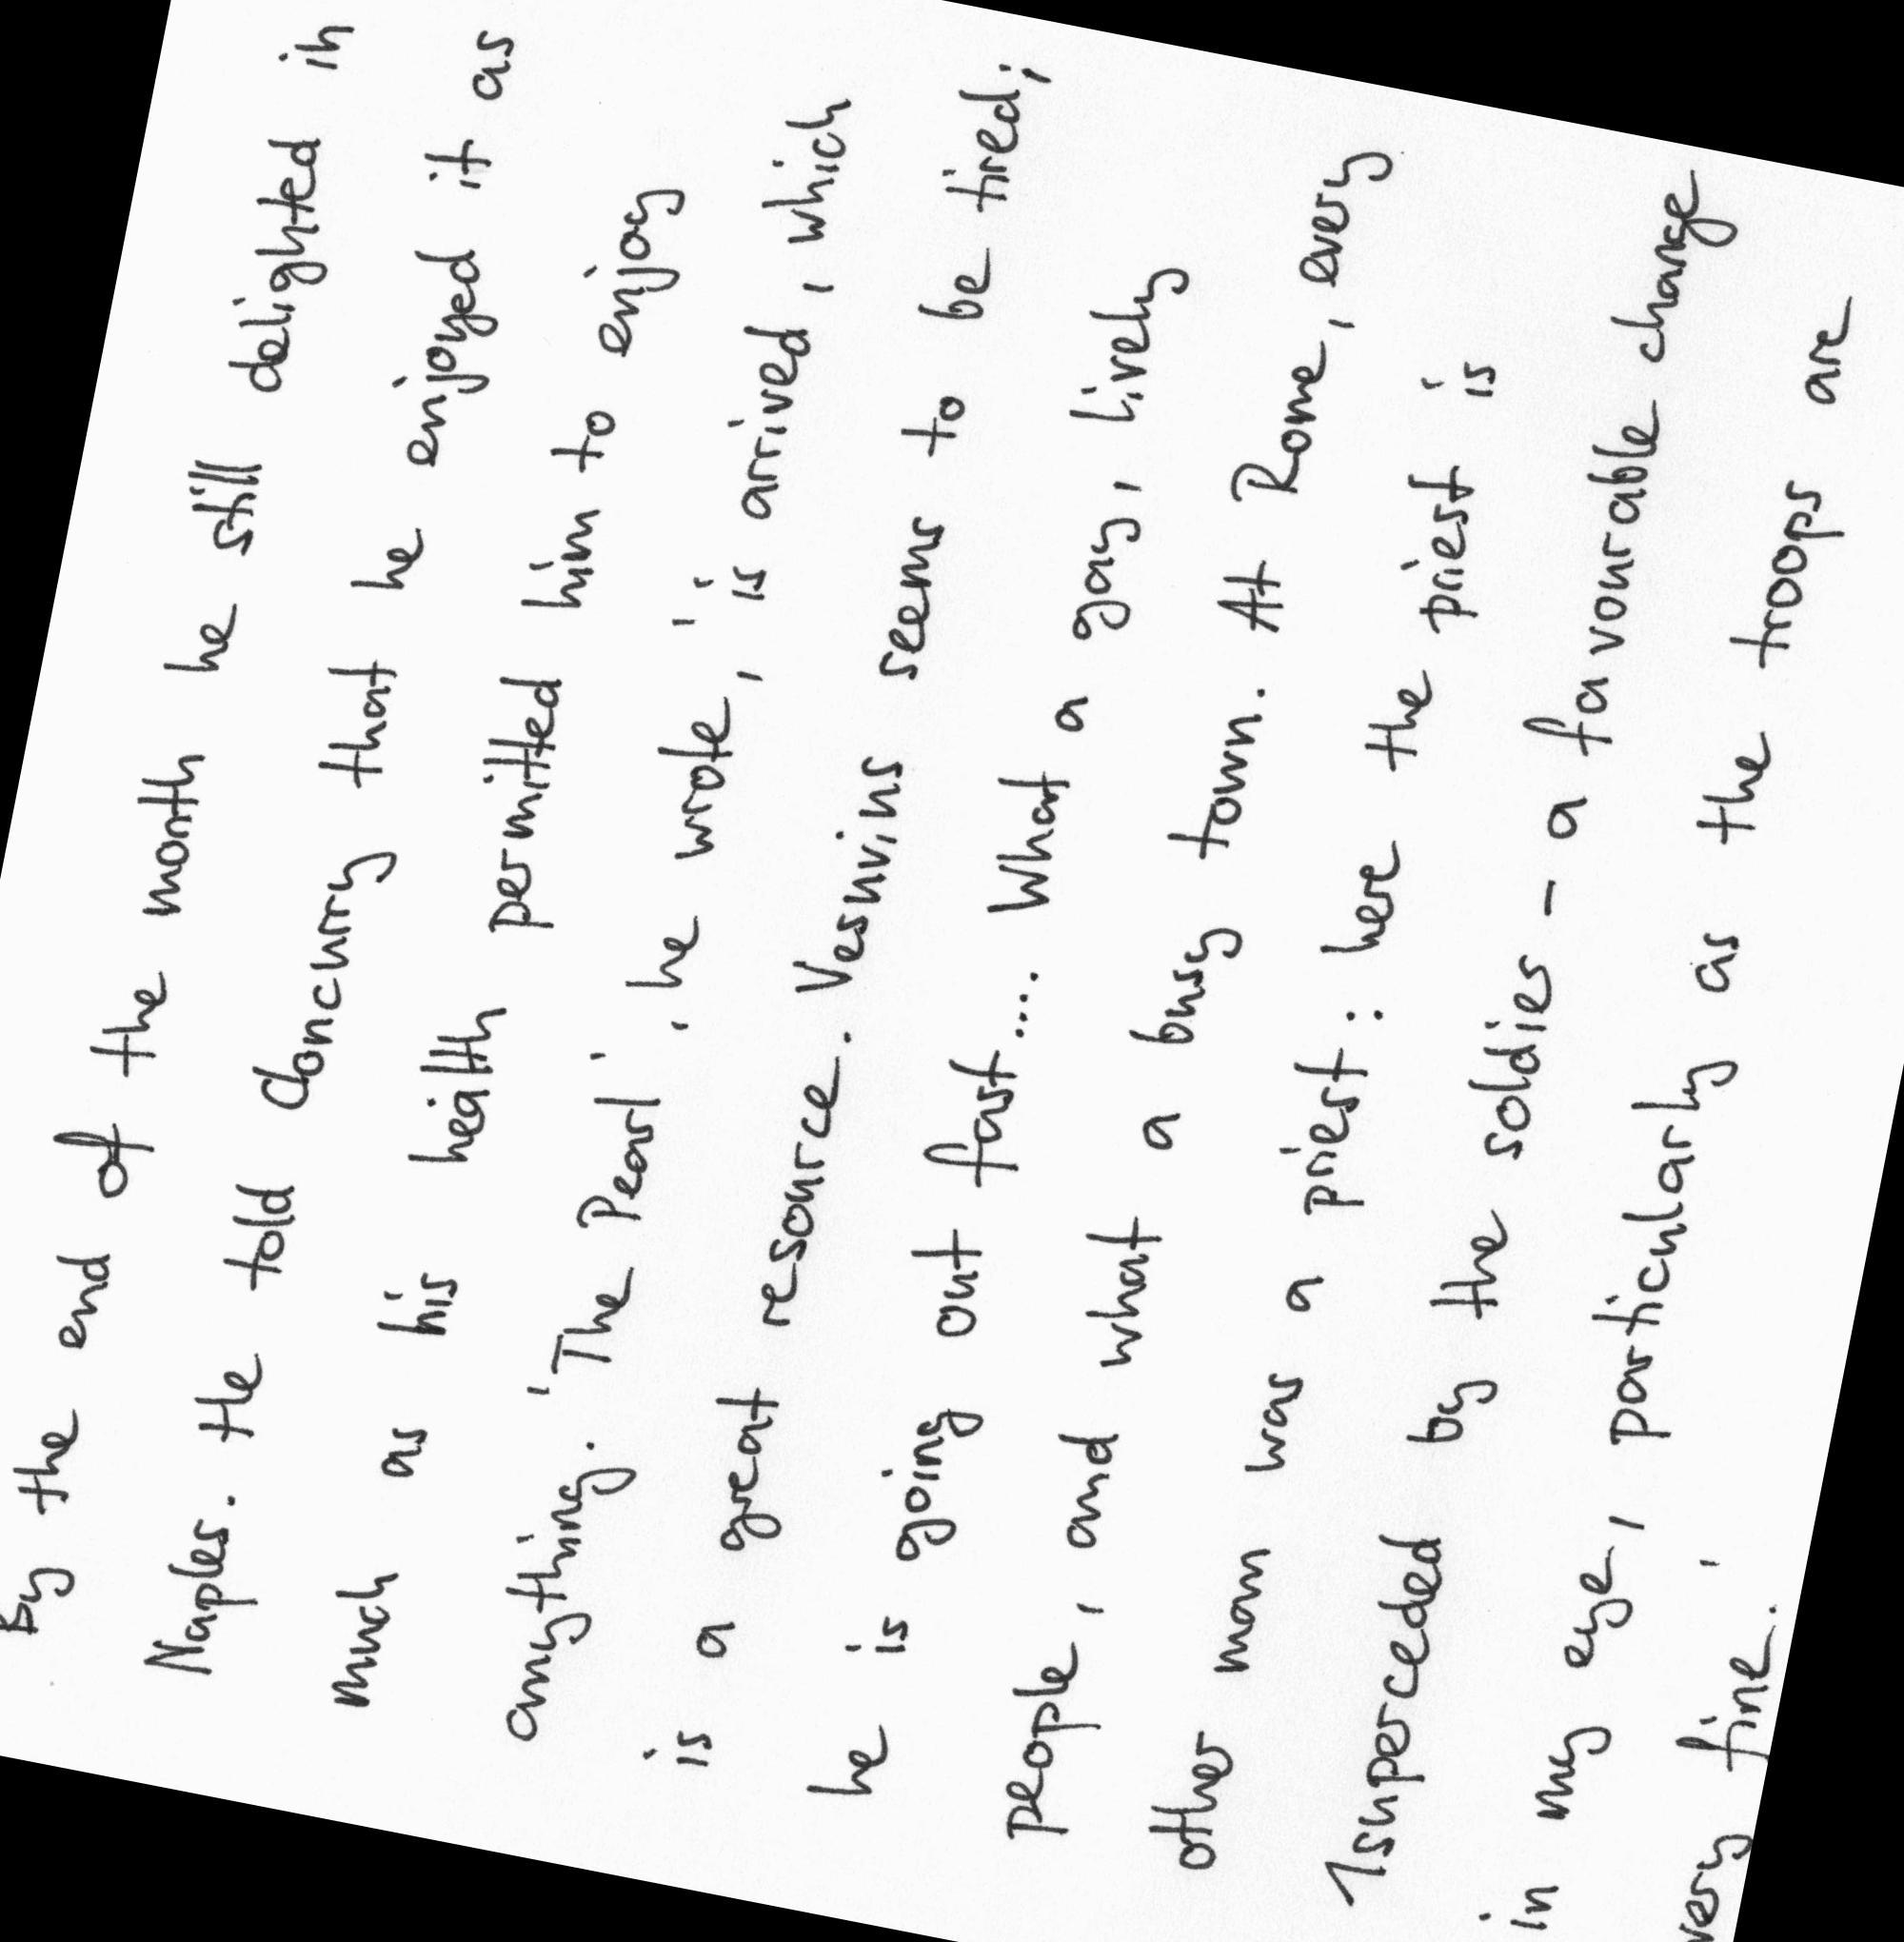 By the end of the month he still delighted in
Naples. He told Cloncurry that he enjoyed it as
much as his health permitted him to enjoy
anything. 'The Pearl', he wrote, 'is arrived, which
is a great resource. Vesuvius seems to be tired;
he is going out fast.... What a gay, lively
people, and what a busy town. At Rome, every
other man was a priest: here the priest is
superceded by the soldies - a favourable change
in my eye, particularly as the troops are
very fine.'